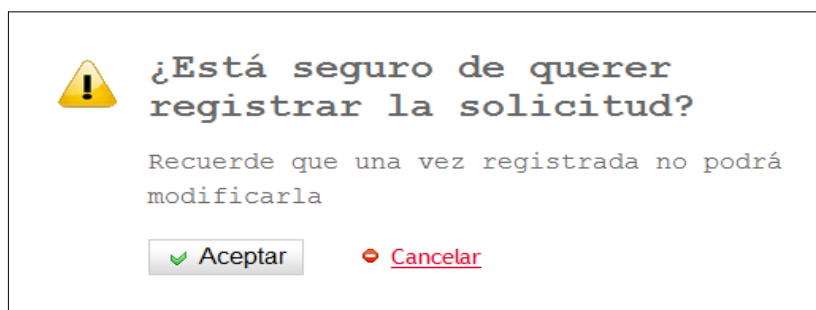 ¿Está seguro de querer
registrar la solicitud?
Recuerde que una vez registrada no podrá
modificarla
Aceptar Cancelar